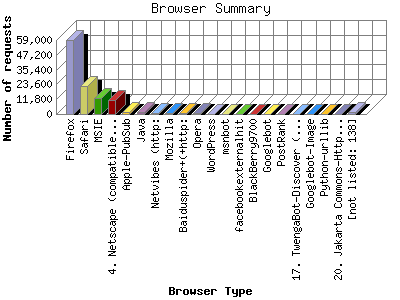 Browser Summary
Number of requests
59,000
47,200
35,400
23,600
11,800
0
Firefox
Safari
MSIE
4. Netscape (compatible...
Apple-PubSub
Java
Netvibes (http:
Mozilla
Baiduspider+(+http:
Opera
WordPress
msnbot
facebookexternalhit
BlackBerry9700
Googlebot
PostRank
17. TwengaBot-Discover (...
Googlebot-Image
Python-urllib
20. Jakarta Commons-Http...
[not listed: 138]
Browser Type